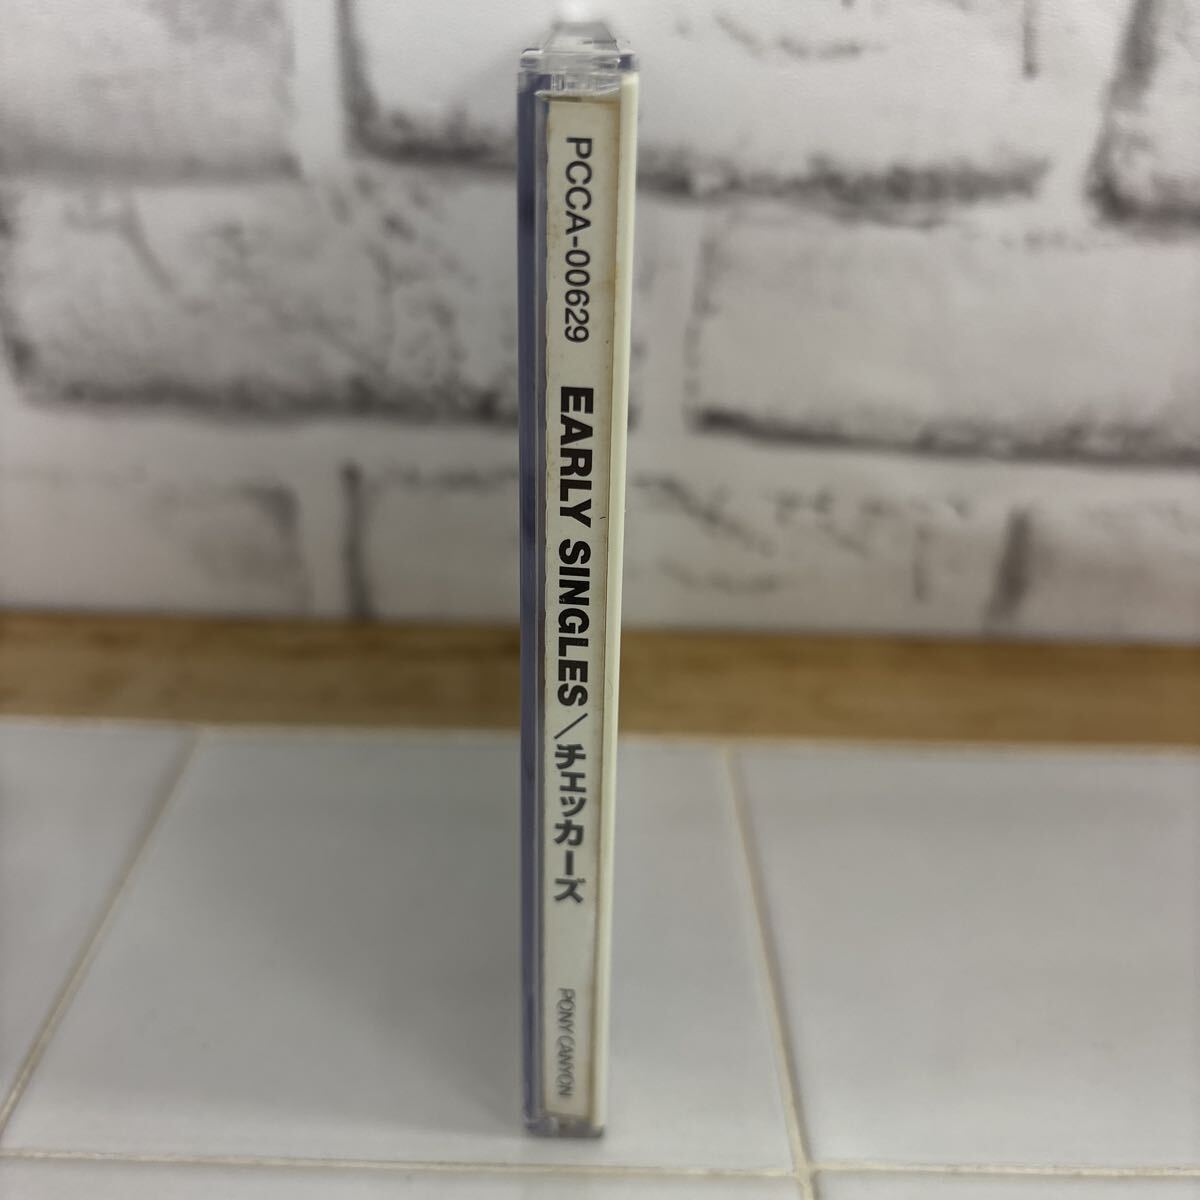 PCCA-00629 EARLY SINGLES/チェッカーズ PONY CANYON